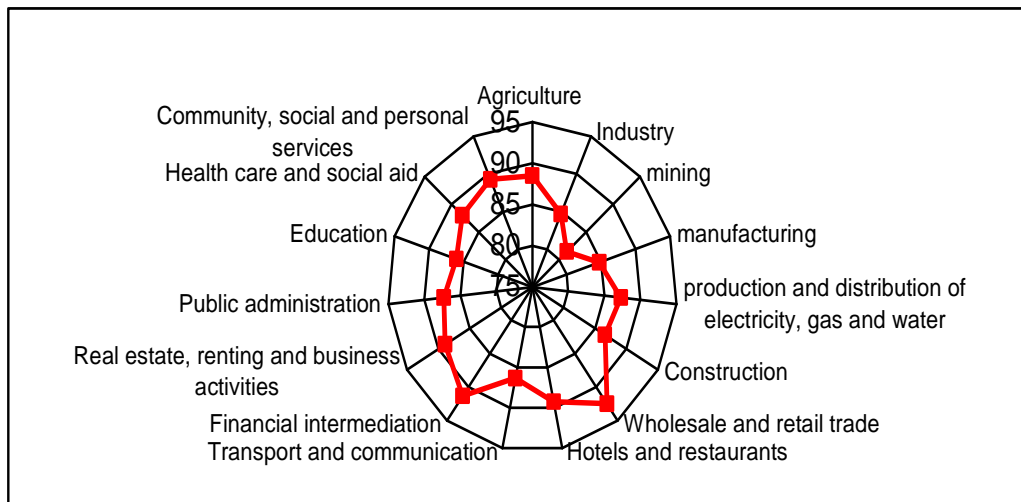 Agriculture
Industry
mining
manufacturing
production and distribution of
electricity, gas and water
Construction
Wholesale and retail trade
Hotels and restaurants
Transport and communication
Financial intermediation
Real estate, renting and business
activities
Public administration
Education
Health care and social aid
Community, social and personal
services
95
90
85
80
75